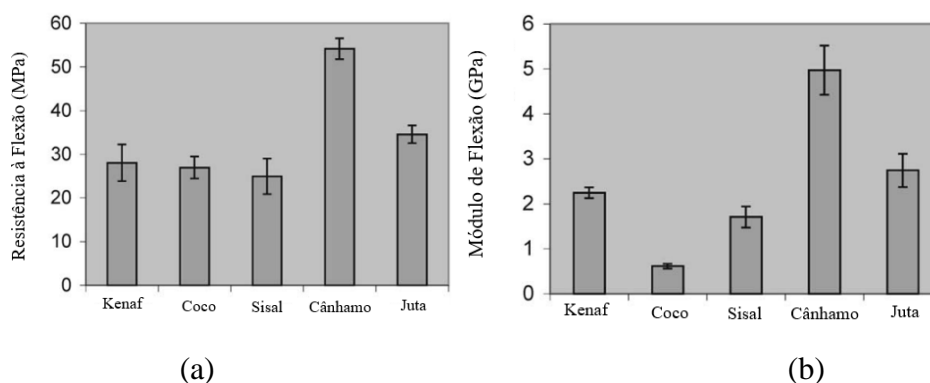 Resistência à Flexão (MPa)
60
50
40
30
20
10
0
Kenaf Coco Sisal Cânhamo Juta
(a)
Módulo de Flexão (GPa)
6
5
4
3
2
1
0
Kenaf Coco Sisal Cânhamo Juta
(b)